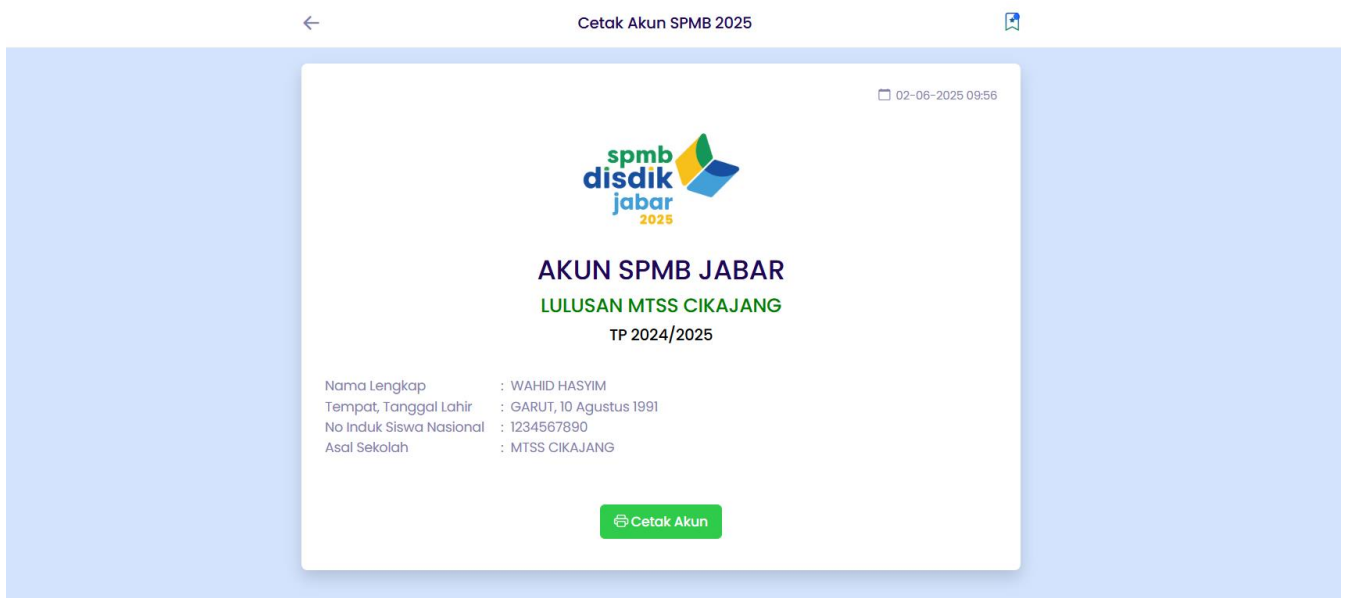 Cetak Akun SPMB 2025
02-06-2025 09:56
spmb
disdik
jabar
2025
AKUN SPMB JABAR
LULUSAN MTSS CIKAJANG
TP 2024/2025
Nama Lengkap : WAHID HASYIM
Tempat, Tanggal Lahir : GARUT, 10 Agustus 1991
No Induk Siswa Nasional : 1234567890
Asal Sekolah : MTSS CIKAJANG
Cetak Akun